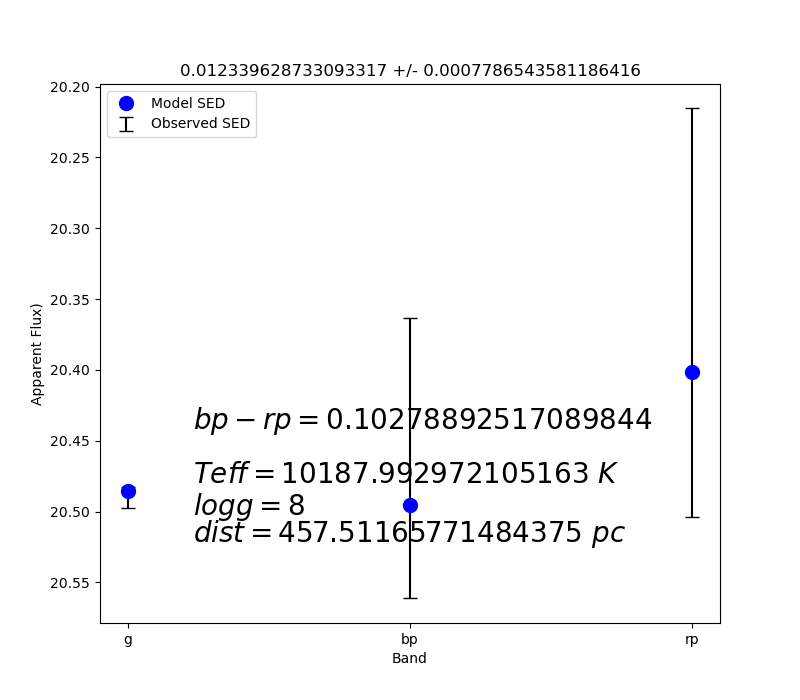 0.012339628733093317 +/- 0.0007786543581186416
20.20
Model SED
Observed SED
20.25
20.30
20.35
20.40
20.45
20.50
20.55
Apparent Flux)
bp − rp = 0.10278892517089844
Teff = 10187.992972105163 K
logg = 8
dist = 457.51165771484375 pc
g
bp
rp
Band